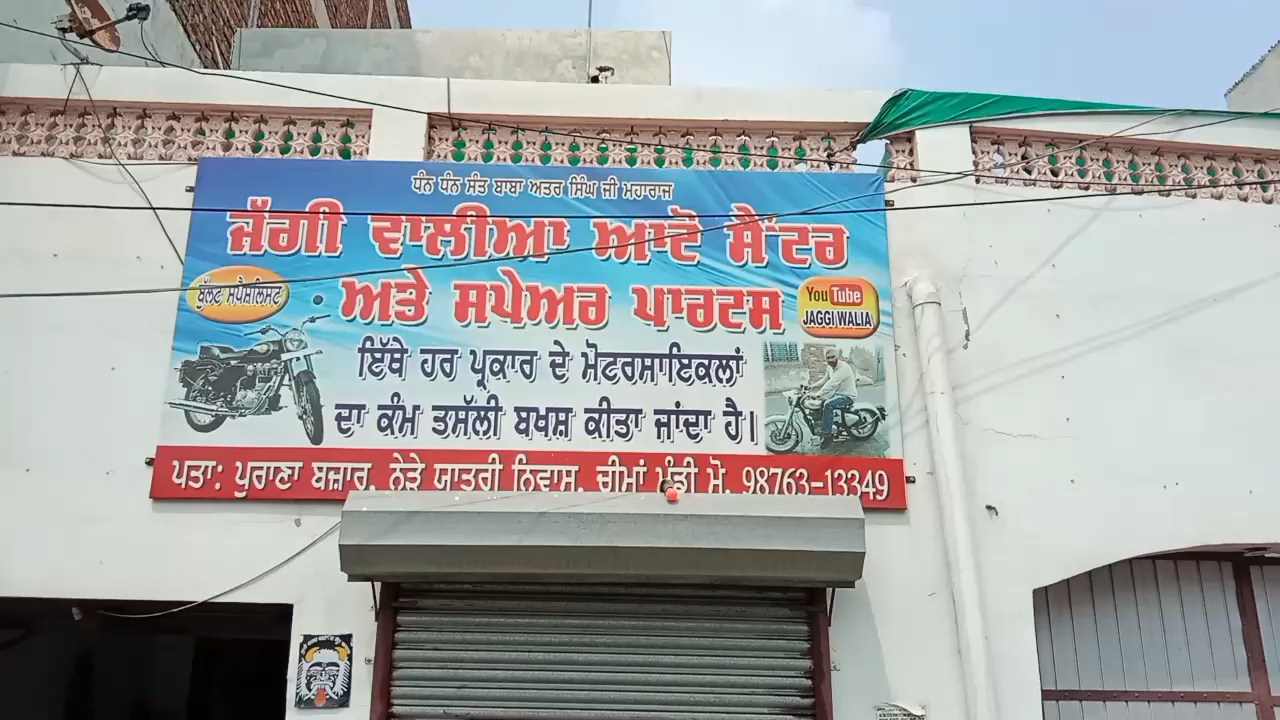 ਧੰਨ ਧੰਨ ਸੰਤ ਬਾਬਾ ਅਤਰ ਸਿੰਘ ਜੀ ਮਹਾਰਾਜ
ਜੱਗੀ ਵਾਲੀਆ ਆਟੋ ਸੈਂਟਰ
ਅਤੇ ਸਪੇਅਰ ਪਾਰਟਸ
ਬੁੱਲਟ ਸਪੈਸ਼ਲਿਸਟ
YouTube
JAGGI WALIA
ਇੱਥੇ ਹਰ ਪ੍ਰਕਾਰ ਦੇ ਮੋਟਰਸਾਇਕਲਾਂ
ਦਾ ਕੰਮ ਤਸੱਲੀ ਬਖਸ਼ ਕੀਤਾ ਜਾਂਦਾ ਹੈ।
ਪਤਾ: ਪੁਰਾਣਾ ਬਜ਼ਾਰ, ਨੇੜੇ ਯਾਤਰੀ ਨਿਵਾਸ, ਚੀਮਾਂ ਮੰਡੀ ਮੋ. 98763-13349